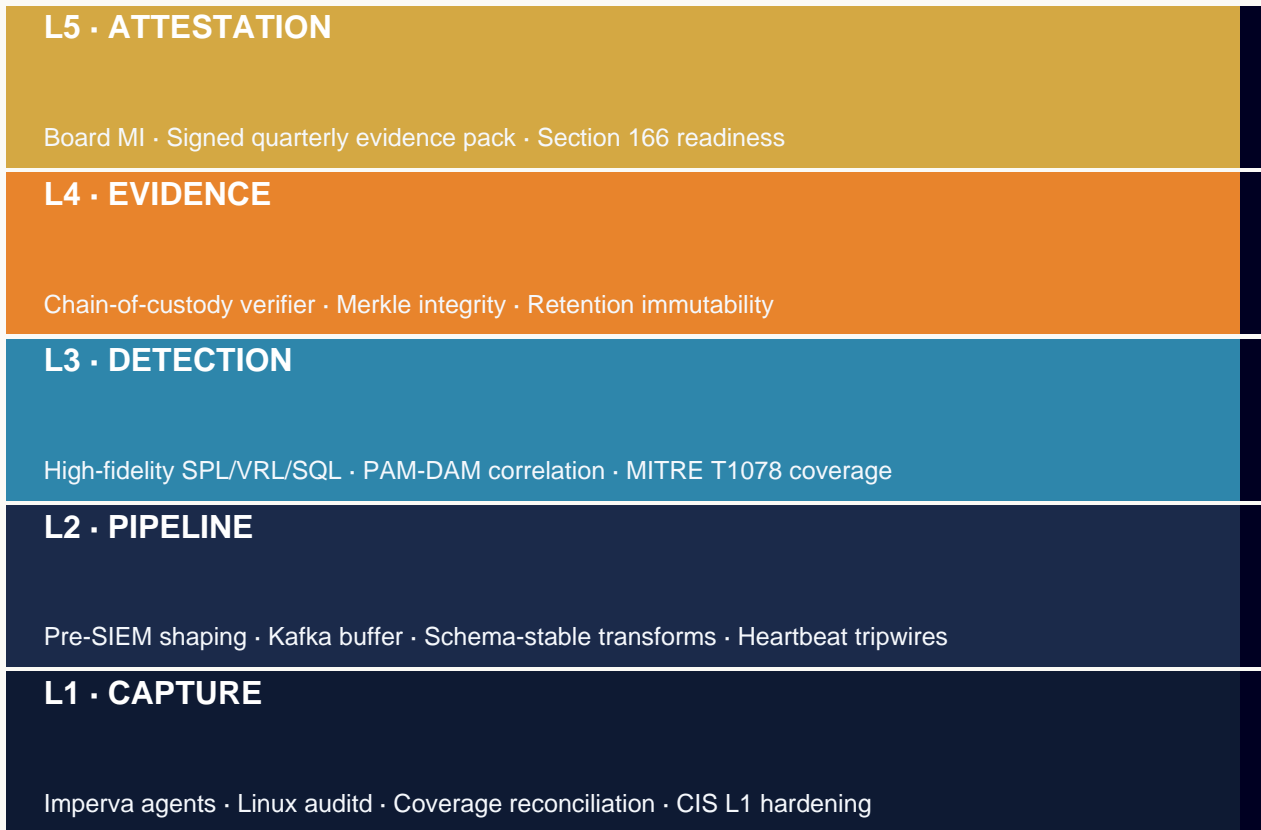 L5 · ATTESTATION
Board MI · Signed quarterly evidence pack · Section 166 readiness
L4 · EVIDENCE
Chain-of-custody verifier · Merkle integrity · Retention immutability
L3 · DETECTION
High-fidelity SPL/VRL/SQL · PAM-DAM correlation · MITRE T1078 coverage
L2 · PIPELINE
Pre-SIEM shaping · Kafka buffer · Schema-stable transforms · Heartbeat tripwires
L1 · CAPTURE
Imperva agents · Linux auditd · Coverage reconciliation · CIS L1 hardening